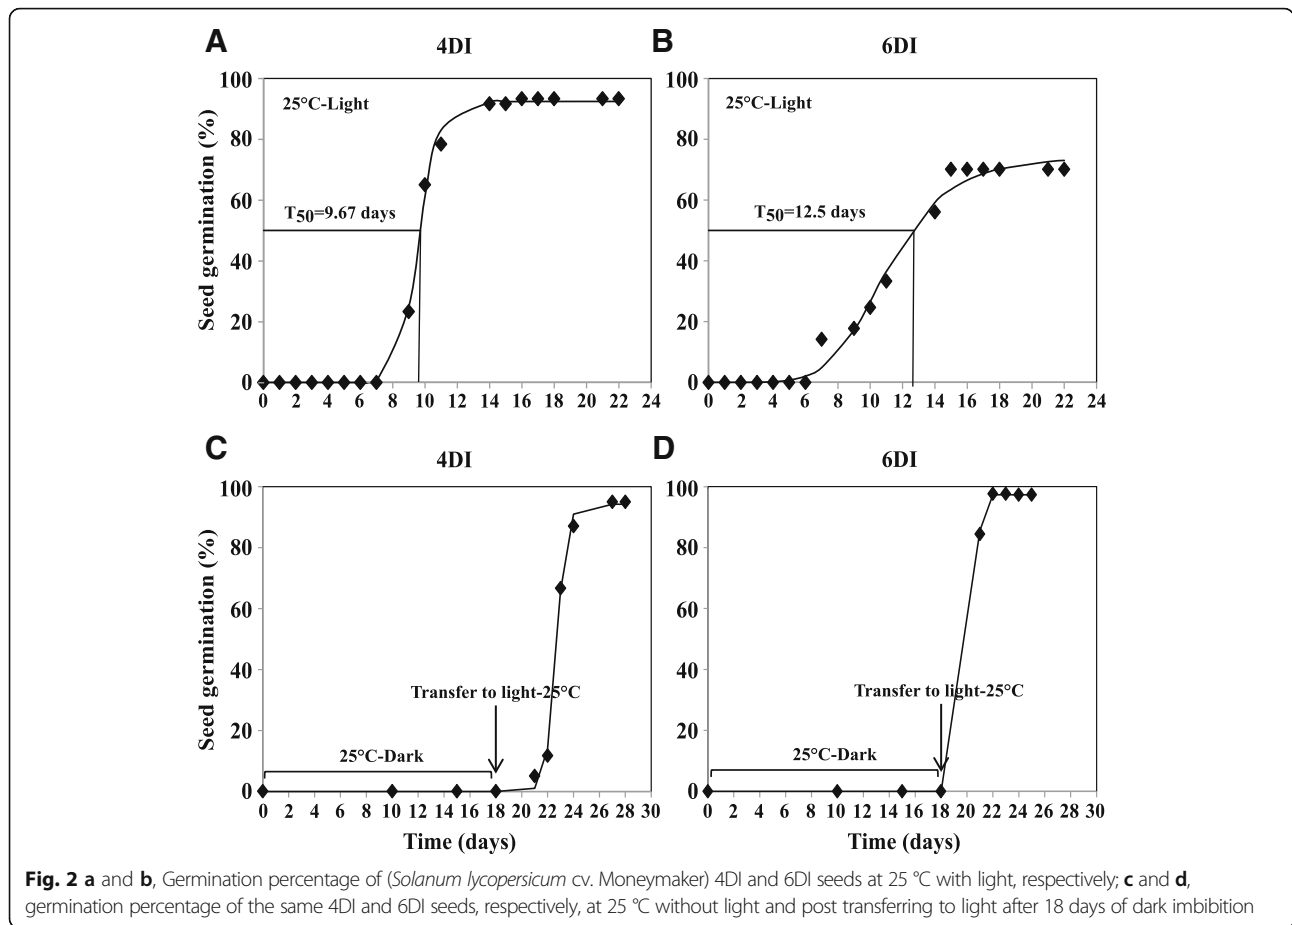 A
4DI
B
6DI
100
80
60
40
20
0
25°C-Light
T50=9.67 days
0 2 4 6 8 10 12 14 16 18 20 22 24
Seed germination (%)
100
80
60
40
20
0
25°C-Light
T50=12.5 days
0 2 4 6 8 10 12 14 16 18 20 22 24
C
4DI
D
6DI
100
80
60
40
20
0
Transfer to light-25°C
25°C-Dark
0 2 4 6 8 10 12 14 16 18 20 22 24 26 28 30
Seed germination (%)
Time (days)
100
80
60
40
20
0
Transfer to light-25°C
25°C-Dark
0 2 4 6 8 10 12 14 16 18 20 22 24 26 28 30
Time (days)
Fig. 2 a and b, Germination percentage of (Solanum lycopersicum cv. Moneymaker) 4DI and 6DI seeds at 25 °C with light, respectively; c and d,
germination percentage of the same 4DI and 6DI seeds, respectively, at 25 °C without light and post transferring to light after 18 days of dark imbibition